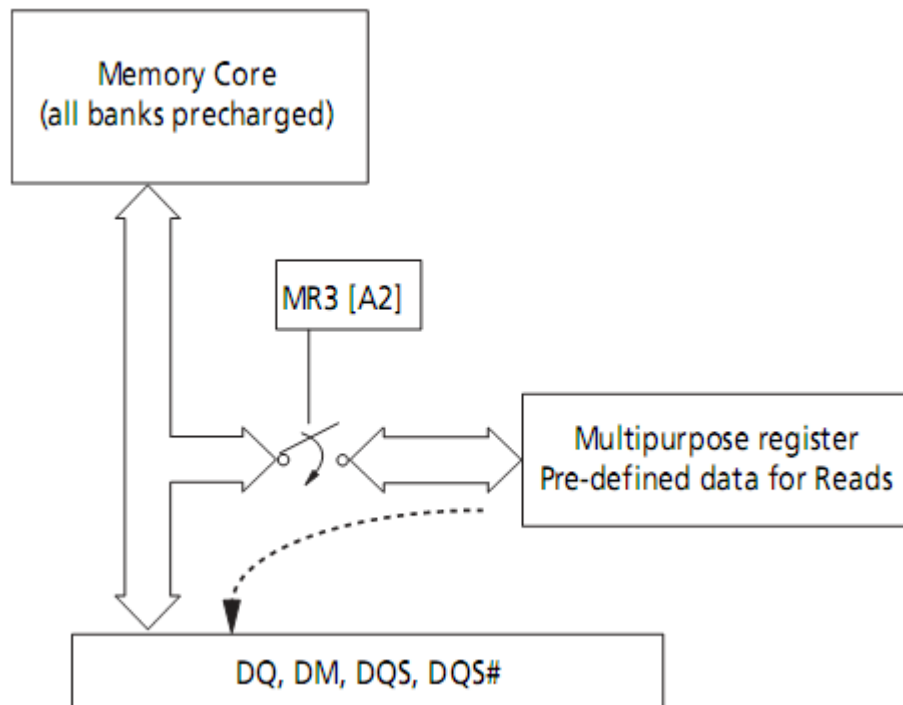 Memory Core
(all banks precharged)
MR3 [A2]
Multipurpose register
Pre-defined data for Reads
DQ, DM, DQS, DQS#